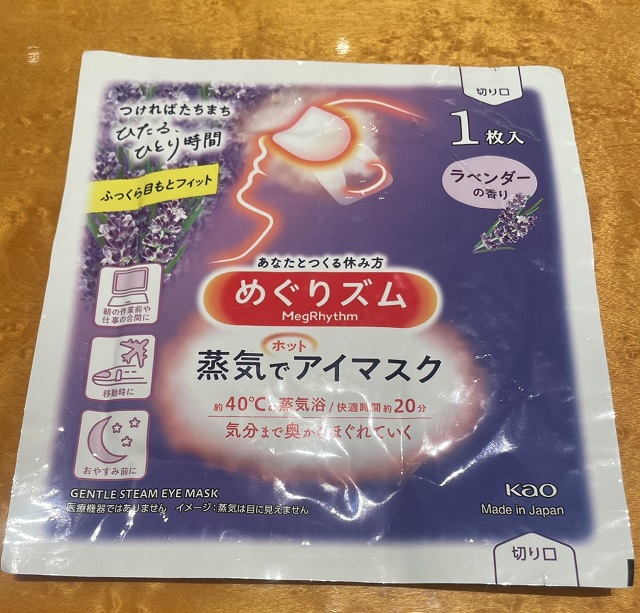 切り口
つければたちまち
ひたる、
ひとり時間
1枚入
ふっくら目もとフィット
ラベンダー
の香り
あなたとつくる休み方
めぐりズム
MegRhythm
朝の作業前や
仕事の合間に
ホット
蒸気でアイマスク
移動時に
約40℃の蒸気浴/快適時間約20分
気分まで奥からほぐれていく
おやすみ前に
GENTLE STEAM EYE MASK
医療機器ではありません イメージ:蒸気は目に見えません
Kao
Made in Japan
切り口